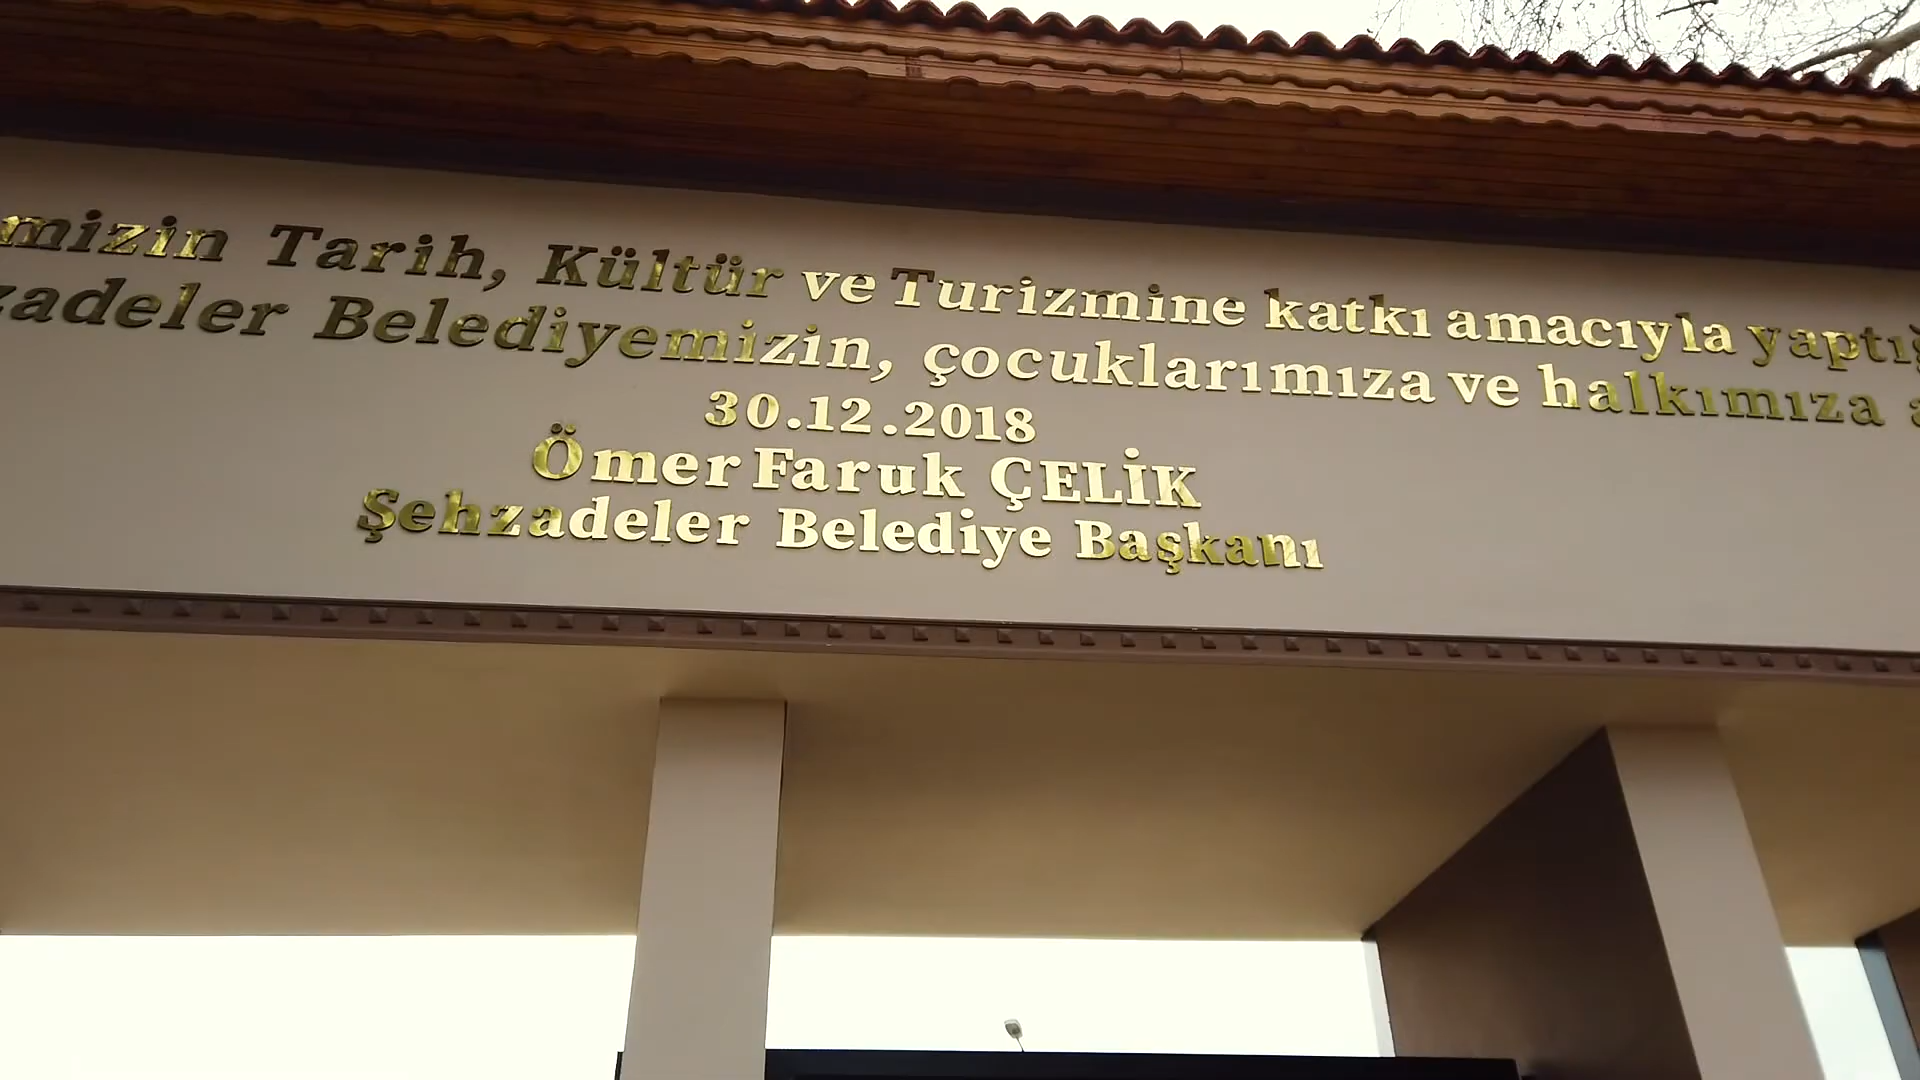 mizin Tarih, Kültür ve Turizmine katkı amacıyla yaptığ
zadeler Belediyemizin, çocuklarımıza ve halkımıza a
30.12.2018
Ömer Faruk ÇELİK
Şehzadeler Belediye Başkanı